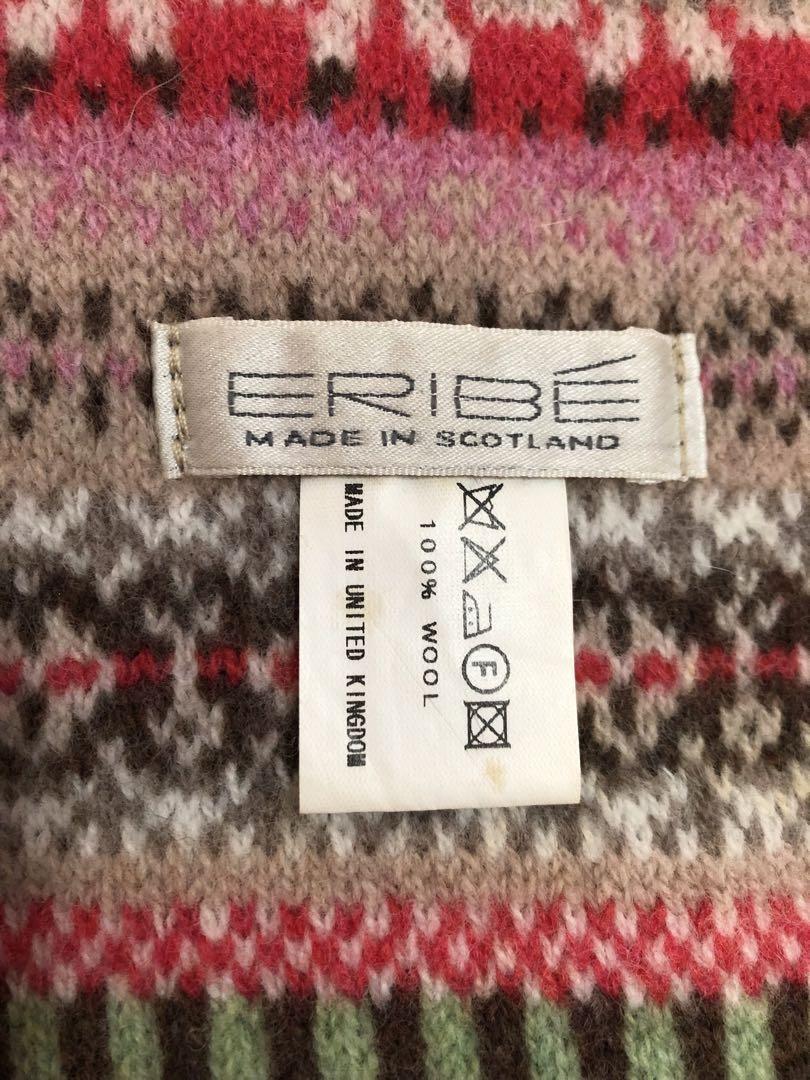 ERIBÉ
MADE IN SCOTLAND
MADE IN UNITED KINGDOM
100% WOOL
F